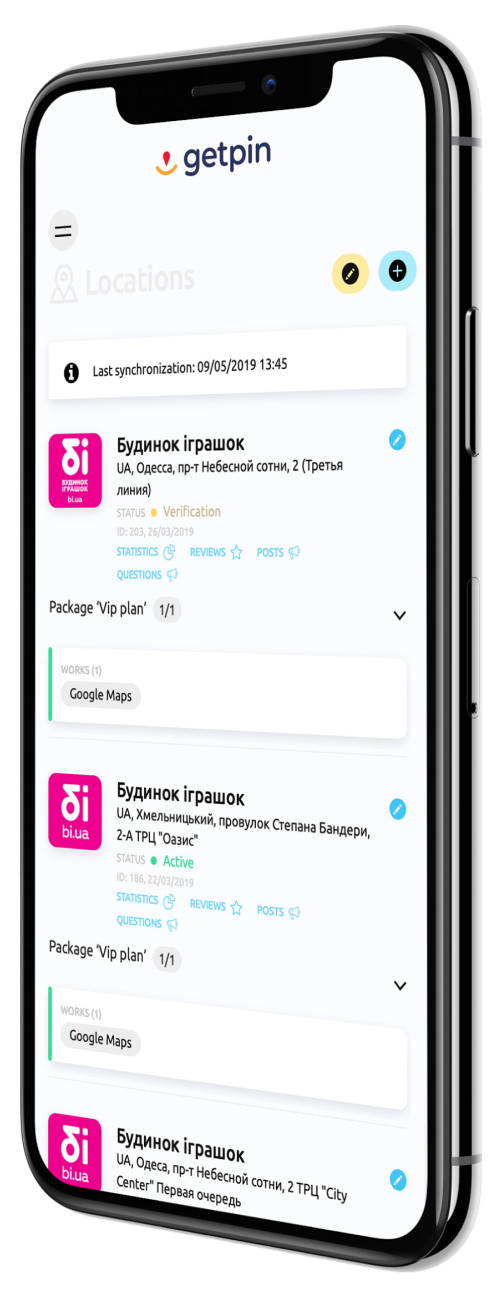 getpin
Locations
Last synchronization: 09/05/2019 13:45
бі
БУДИНОК
ІГРАШОК
bi.ua
Будинок іграшок
UA, Одесса, пр-т Небесной сотни, 2 (Третья
линия)
STATUS Verification
ID: 203, 26/03/2019
STATISTICS REVIEWS POSTS
QUESTIONS
Package 'Vip plan' 1/1
WORKS (1)
Google Maps
бі
bi.ua
Будинок іграшок
UA, Хмельницький, провулок Степана Бандери,
2-А ТРЦ "Оазис"
STATUS Active
ID: 186, 22/03/2019
STATISTICS REVIEWS POSTS
QUESTIONS
Package 'Vip plan' 1/1
WORKS (1)
Google Maps
бі
bi.ua
Будинок іграшок
UA, Одеса, пр-т Небесной сотни, 2 ТРЦ "City
Center" Первая очередь